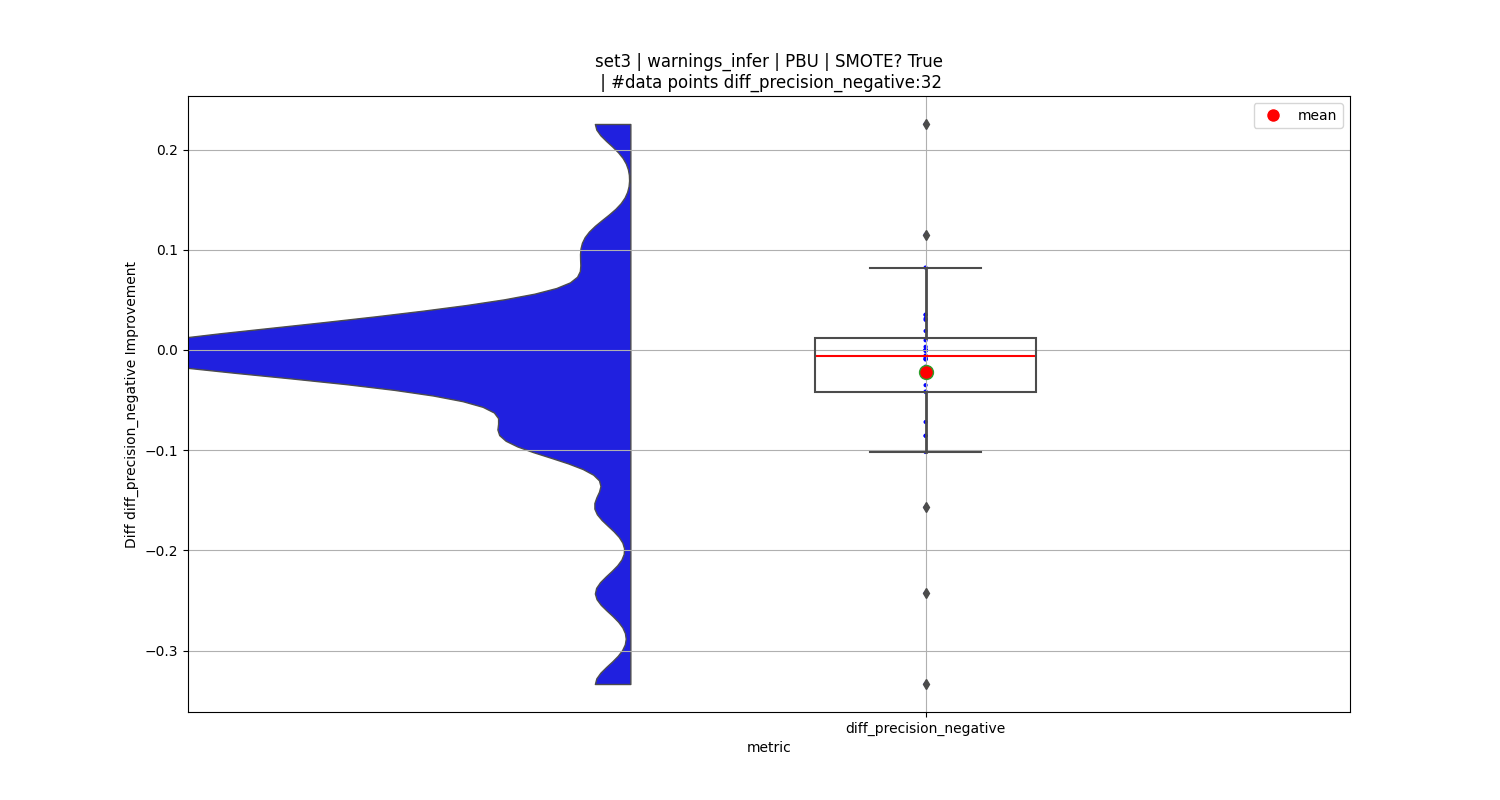 set3 | warnings_infer | PBU | SMOTE? True
| #data points diff_precision_negative:32
mean
0.2
0.1
0.0
−0.1
−0.2
−0.3
Diff diff_precision_negative Improvement
diff_precision_negative
metric